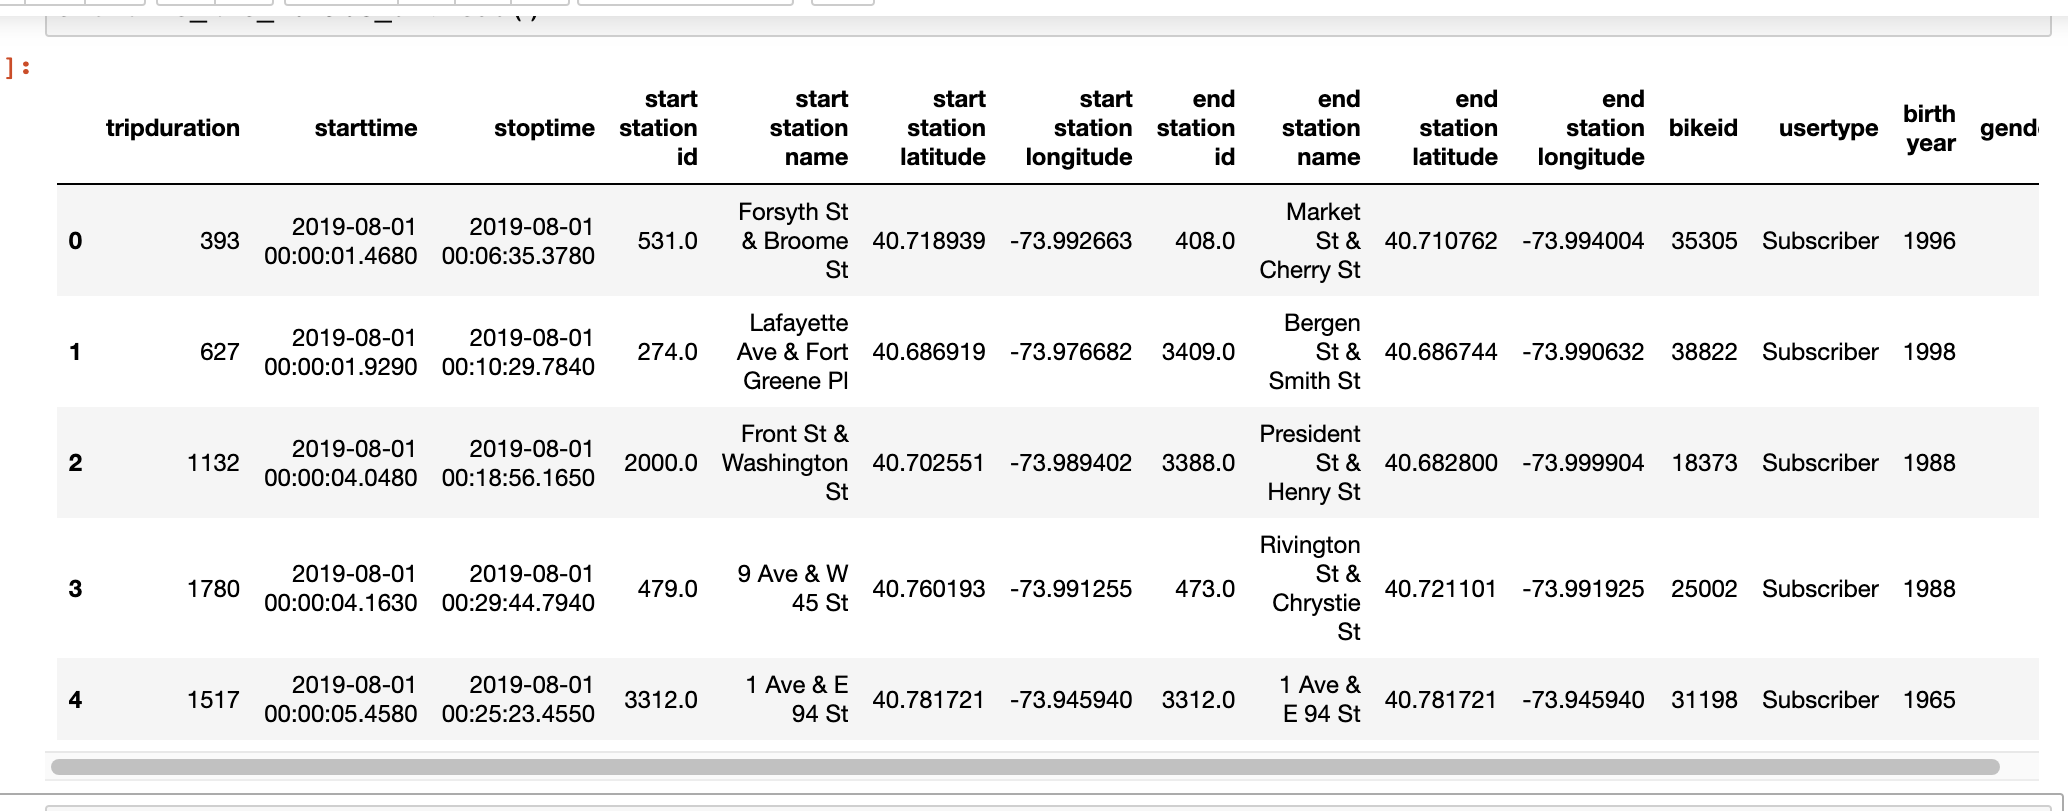 ]:
start start start start end end end end
tripduration starttime stoptime station station station station station station station station bikeid usertype birth year gend
id name latitude longitude id name latitude longitude
Forsyth St Market
0 393 2019-08-01 2019-08-01 531.0 & Broome 40.718939 -73.992663 408.0 St & 40.710762 -73.994004 35305 Subscriber 1996
00:00:01.4680 00:06:35.3780 St Cherry St
Lafayette Bergen
1 627 2019-08-01 2019-08-01 274.0 Ave & Fort 40.686919 -73.976682 3409.0 St & 40.686744 -73.990632 38822 Subscriber 1998
00:00:01.9290 00:10:29.7840 Greene Pl Smith St
Front St & President
2 1132 2019-08-01 2019-08-01 2000.0 Washington 40.702551 -73.989402 3388.0 St & 40.682800 -73.999904 18373 Subscriber 1988
00:00:04.0480 00:18:56.1650 St Henry St
Rivington
3 1780 2019-08-01 2019-08-01 479.0 9 Ave & W 40.760193 -73.991255 473.0 St & 40.721101 -73.991925 25002 Subscriber 1988
00:00:04.1630 00:29:44.7940 45 St Chrystie
St
4 1517 2019-08-01 2019-08-01 3312.0 1 Ave & E 40.781721 -73.945940 3312.0 1 Ave & 40.781721 -73.945940 31198 Subscriber 1965
00:00:05.4580 00:25:23.4550 94 St E 94 St